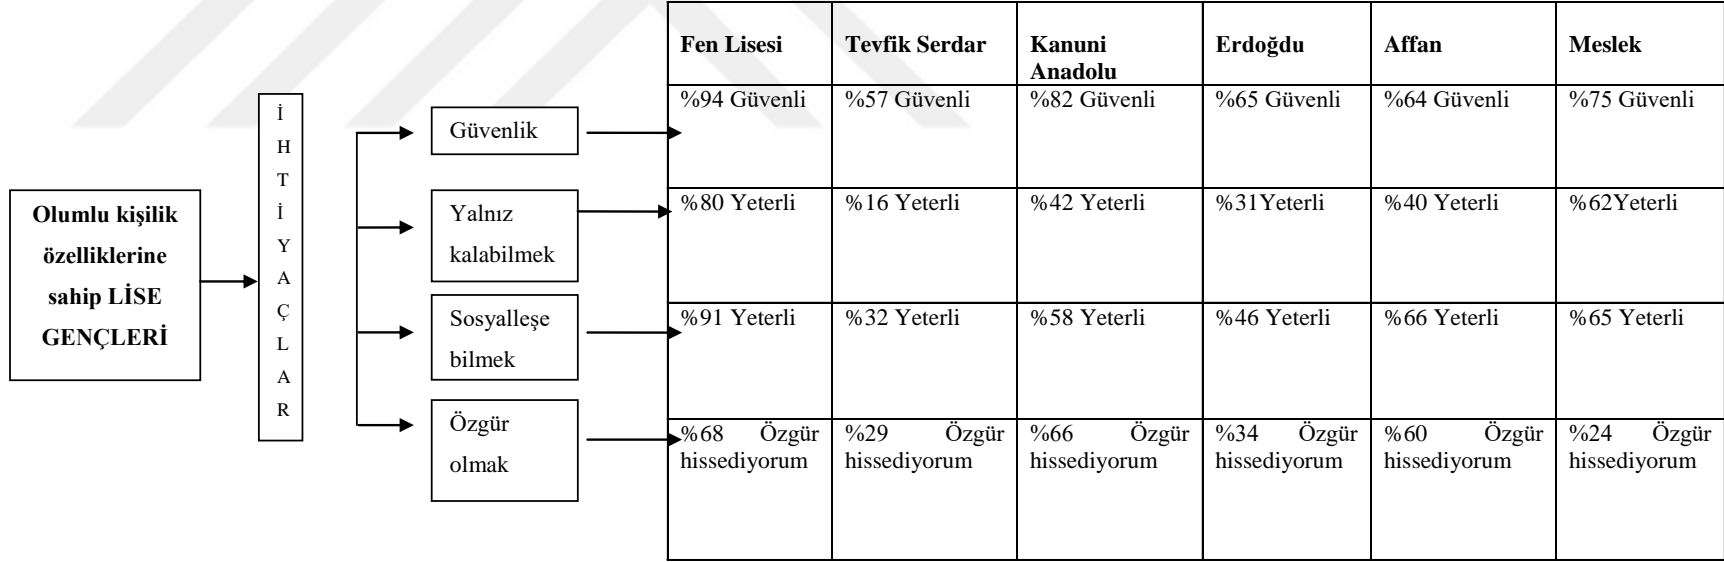 Olumlu kişilik
özelliklerine
sahip LİSE
GENÇLERİ
İ
H
T
İ
Y
A
Ç
L
A
R
Güvenlik
Yalnız
kalabilmek
Sosyalleşe
bilmek
Özgür
olmak
Fen Lisesi Tevfik Serdar Kanuni Erdoğdu Affan Meslek
Anadolu
%94 Güvenli %57 Güvenli %82 Güvenli %65 Güvenli %64 Güvenli %75 Güvenli
%80 Yeterli %16 Yeterli %42 Yeterli %31Yeterli %40 Yeterli %62Yeterli
%91 Yeterli %32 Yeterli %58 Yeterli %46 Yeterli %66 Yeterli %65 Yeterli
%68 Özgür %29 Özgür %66 Özgür %34 Özgür %60 Özgür %24 Özgür
hissediyorum hissediyorum hissediyorum hissediyorum hissediyorum hissediyorum